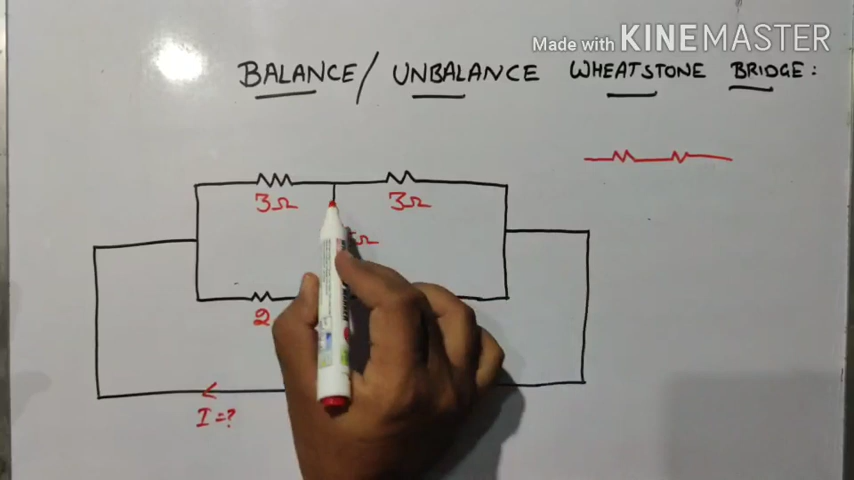 Made with KINEMASTER
BALANCE/ UNBALANCE WHEATSTONE BRIDGE:
3Ω 3Ω
2
I=?